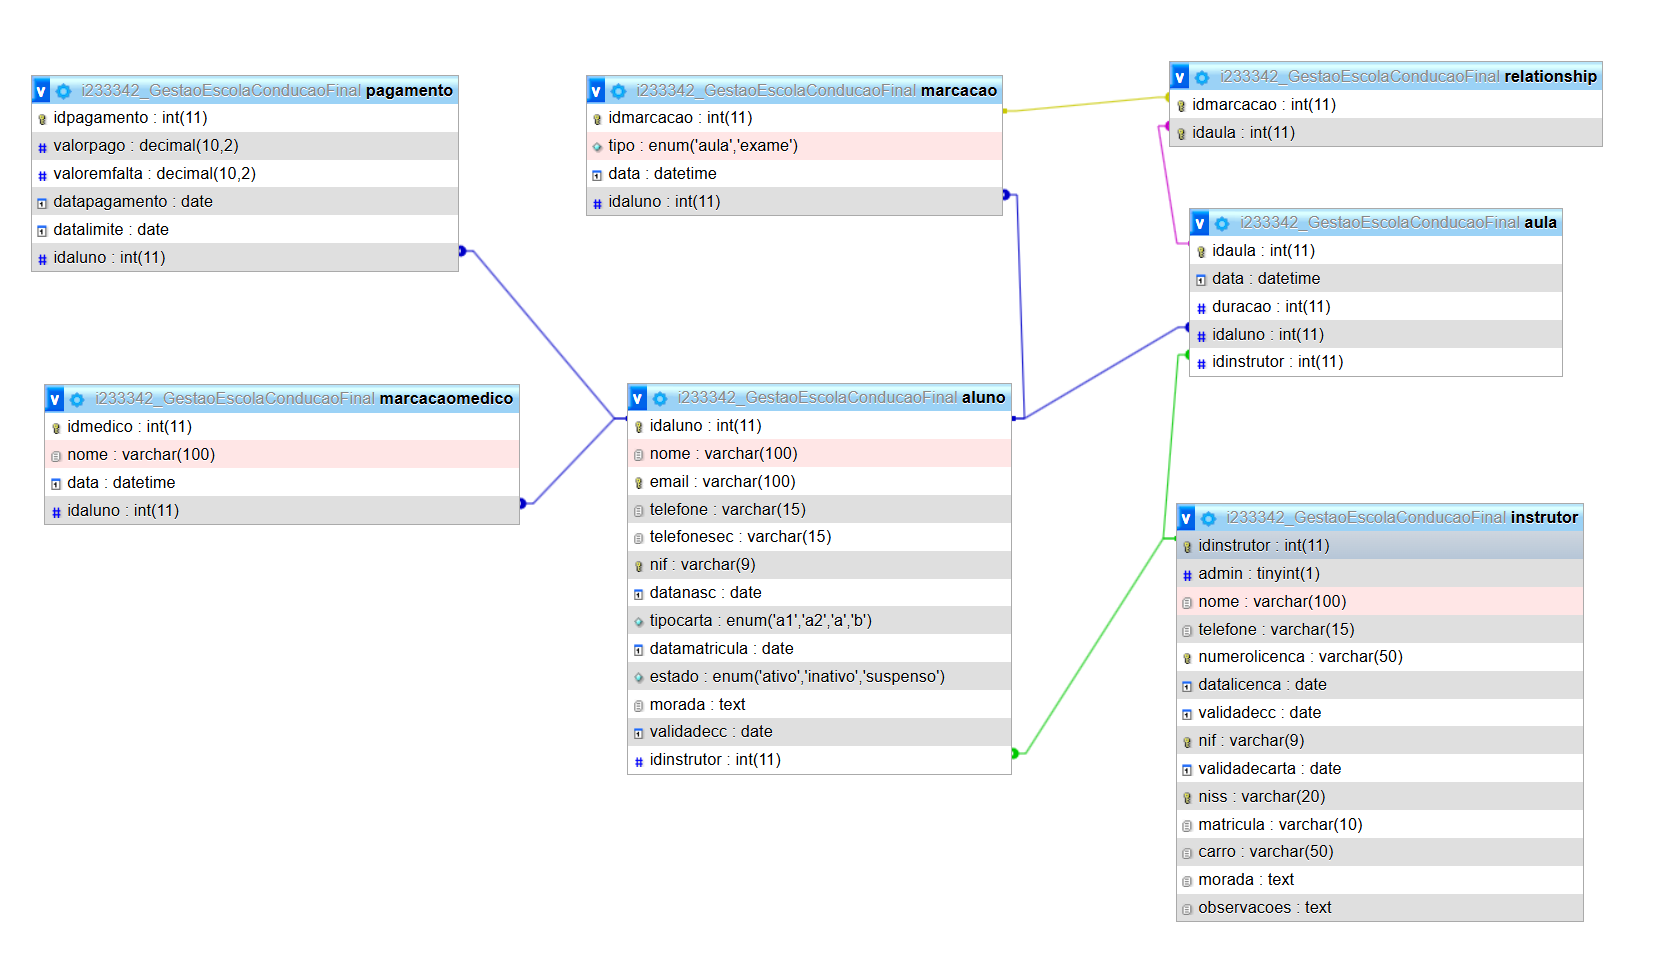 i233342_GestaoEscolaConducaoFinal pagamento
idpagamento : int(11)
valorpago : decimal(10,2)
valoremfalta : decimal(10,2)
datapagamento : date
datalimite : date
idaluno : int(11)
i233342_GestaoEscolaConducaoFinal marcacao
idmarcacao : int(11)
tipo : enum('aula','exame')
data : datetime
idaluno : int(11)
i233342_GestaoEscolaConducaoFinal relationship
idmarcacao : int(11)
idaula : int(11)
i233342_GestaoEscolaConducaoFinal aula
idaula : int(11)
data : datetime
duracao : int(11)
idaluno : int(11)
idinstrutor : int(11)
i233342_GestaoEscolaConducaoFinal marcacaomedico
idmedico : int(11)
nome : varchar(100)
data : datetime
idaluno : int(11)
i233342_GestaoEscolaConducaoFinal aluno
idaluno : int(11)
nome : varchar(100)
email : varchar(100)
telefone : varchar(15)
telefonesec : varchar(15)
nif : varchar(9)
datanasc : date
tipocarta : enum('a1','a2','a','b')
datamatricula : date
estado : enum('ativo','inativo','suspenso')
morada : text
validadecc : date
idinstrutor : int(11)
i233342_GestaoEscolaConducaoFinal instrutor
idinstrutor : int(11)
admin : tinyint(1)
nome : varchar(100)
telefone : varchar(15)
numerolicenca : varchar(50)
datalicenca : date
validadecc : date
nif : varchar(9)
validadecarta : date
niss : varchar(20)
matricula : varchar(10)
carro : varchar(50)
morada : text
observacoes : text